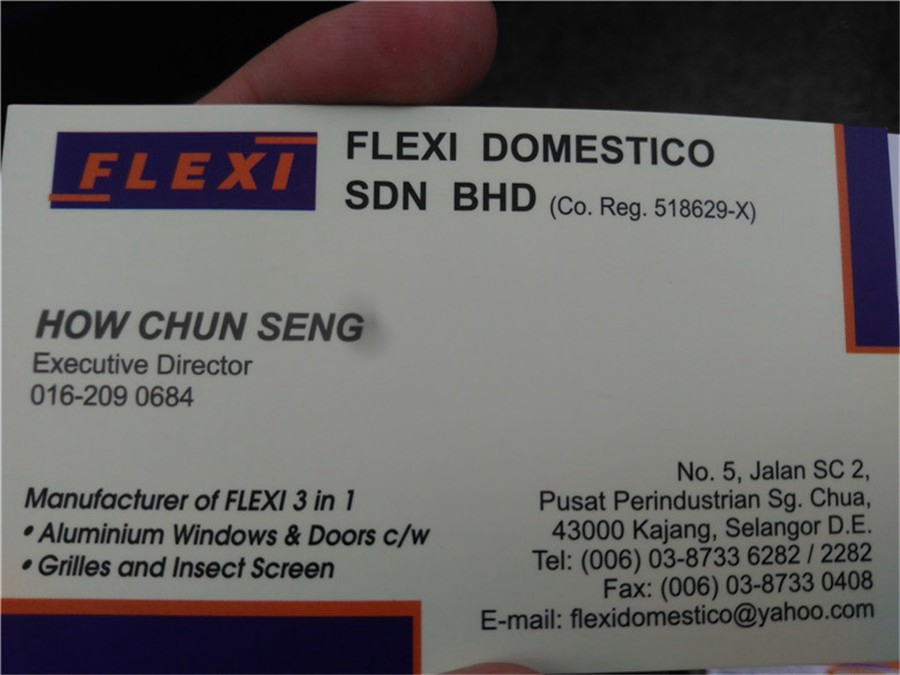 FLEXI
FLEXI DOMESTICO
SDN BHD (Co. Reg. 518629-X)
HOW CHUN SENG
Executive Director
016-209 0684
Manufacturer of FLEXI 3 in 1
• Aluminium Windows & Doors c/w
• Grilles and Insect Screen
No. 5, Jalan SC 2,
Pusat Perindustrian Sg. Chua,
43000 Kajang, Selangor D.E.
Tel: (006) 03-8733 6282 / 2282
Fax: (006) 03-8733 0408
E-mail: flexidomestico@yahoo.com